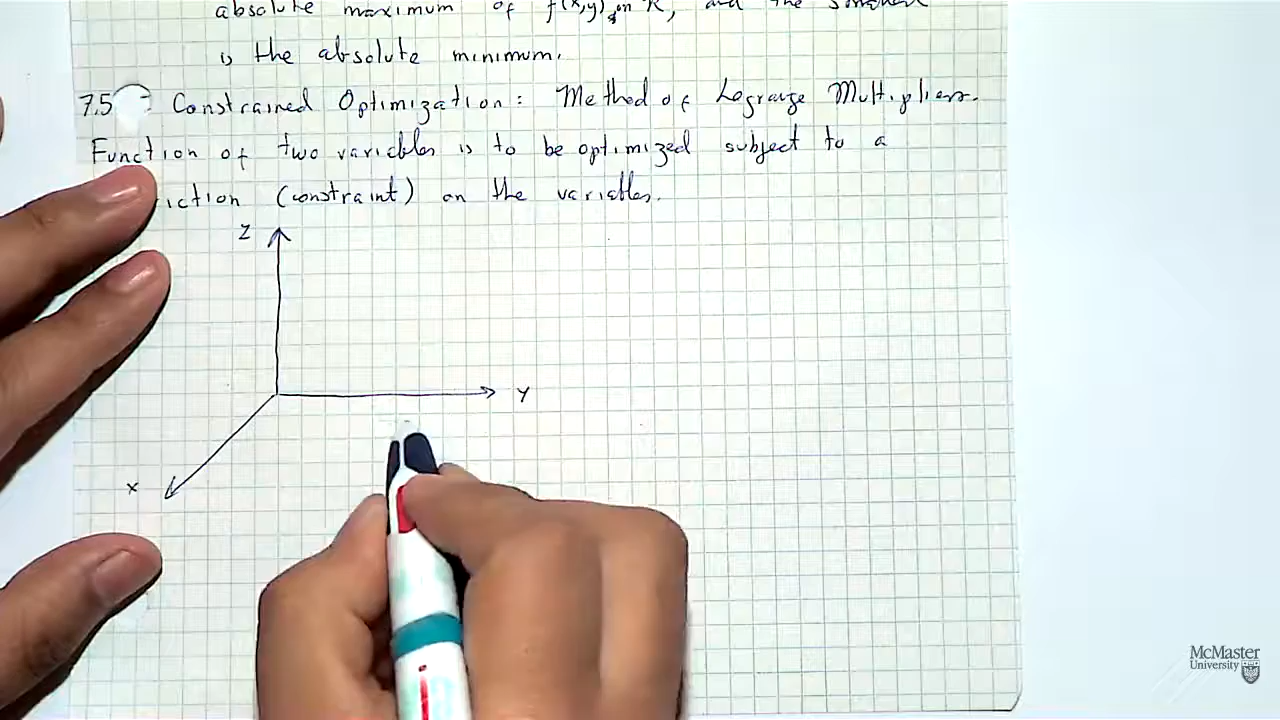 absolute maximum of f(x,y) on R, and the smallest
is the absolute minimum.
7.5 Constrained Optimization: Method of Lagrange Multipliers.
Function of two variables is to be optimized subject to a
iction (constraint) on the variables.
z
y
x
McMaster
University